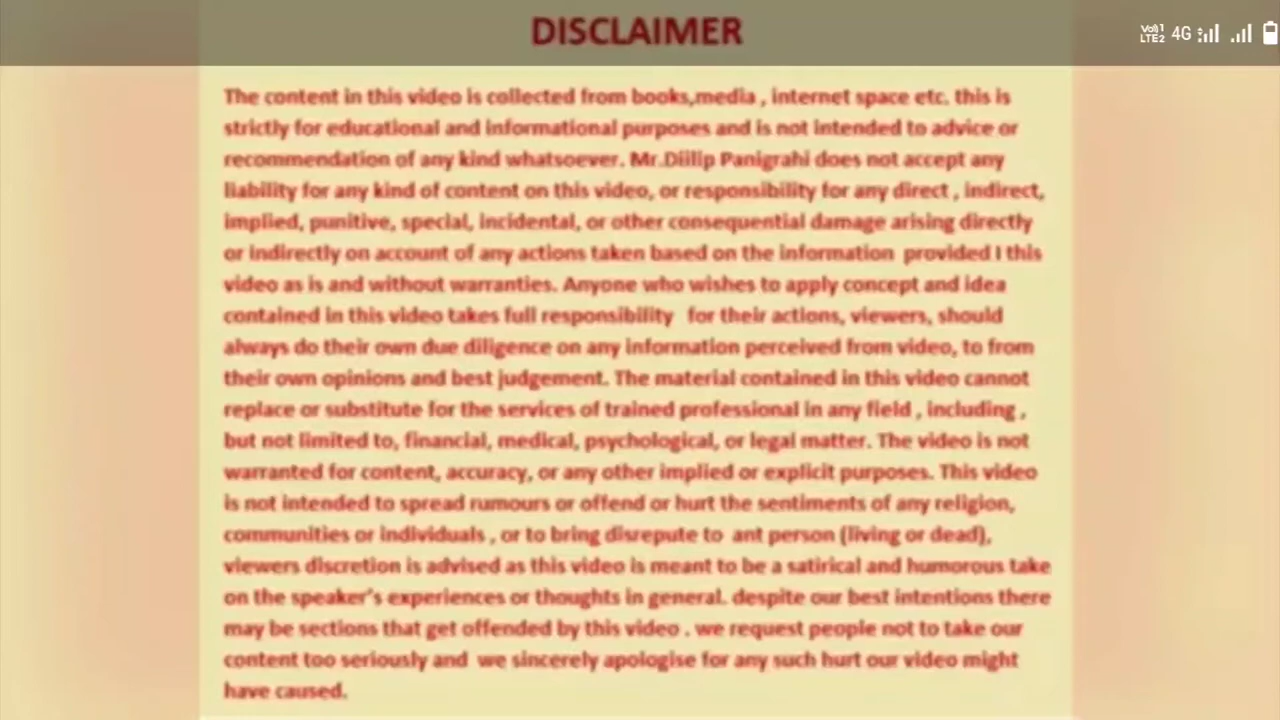 DISCLAIMER
Vo))1 LTE2 4G
The content in this video is collected from books,media , internet space etc. this is
strictly for educational and informational purposes and is not intended to advice or
recommendation of any kind whatsoever. Mr.Diilip Panigrahi does not accept any
liability for any kind of content on this video, or responsibility for any direct , indirect,
implied, punitive, special, incidental, or other consequential damage arising directly
or indirectly on account of any actions taken based on the information provided I this
video as is and without warranties. Anyone who wishes to apply concept and idea
contained in this video takes full responsibility for their actions, viewers, should
always do their own due diligence on any information perceived from video, to from
their own opinions and best judgement. The material contained in this video cannot
replace or substitute for the services of trained professional in any field , including ,
but not limited to, financial, medical, psychological, or legal matter. The video is not
warranted for content, accuracy, or any other implied or explicit purposes. This video
is not intended to spread rumours or offend or hurt the sentiments of any religion,
communities or individuals , or to bring disrepute to ant person (living or dead),
viewers discretion is advised as this video is meant to be a satirical and humorous take
on the speaker's experiences or thoughts in general. despite our best intentions there
may be sections that get offended by this video . we request people not to take our
content too seriously and we sincerely apologise for any such hurt our video might
have caused.